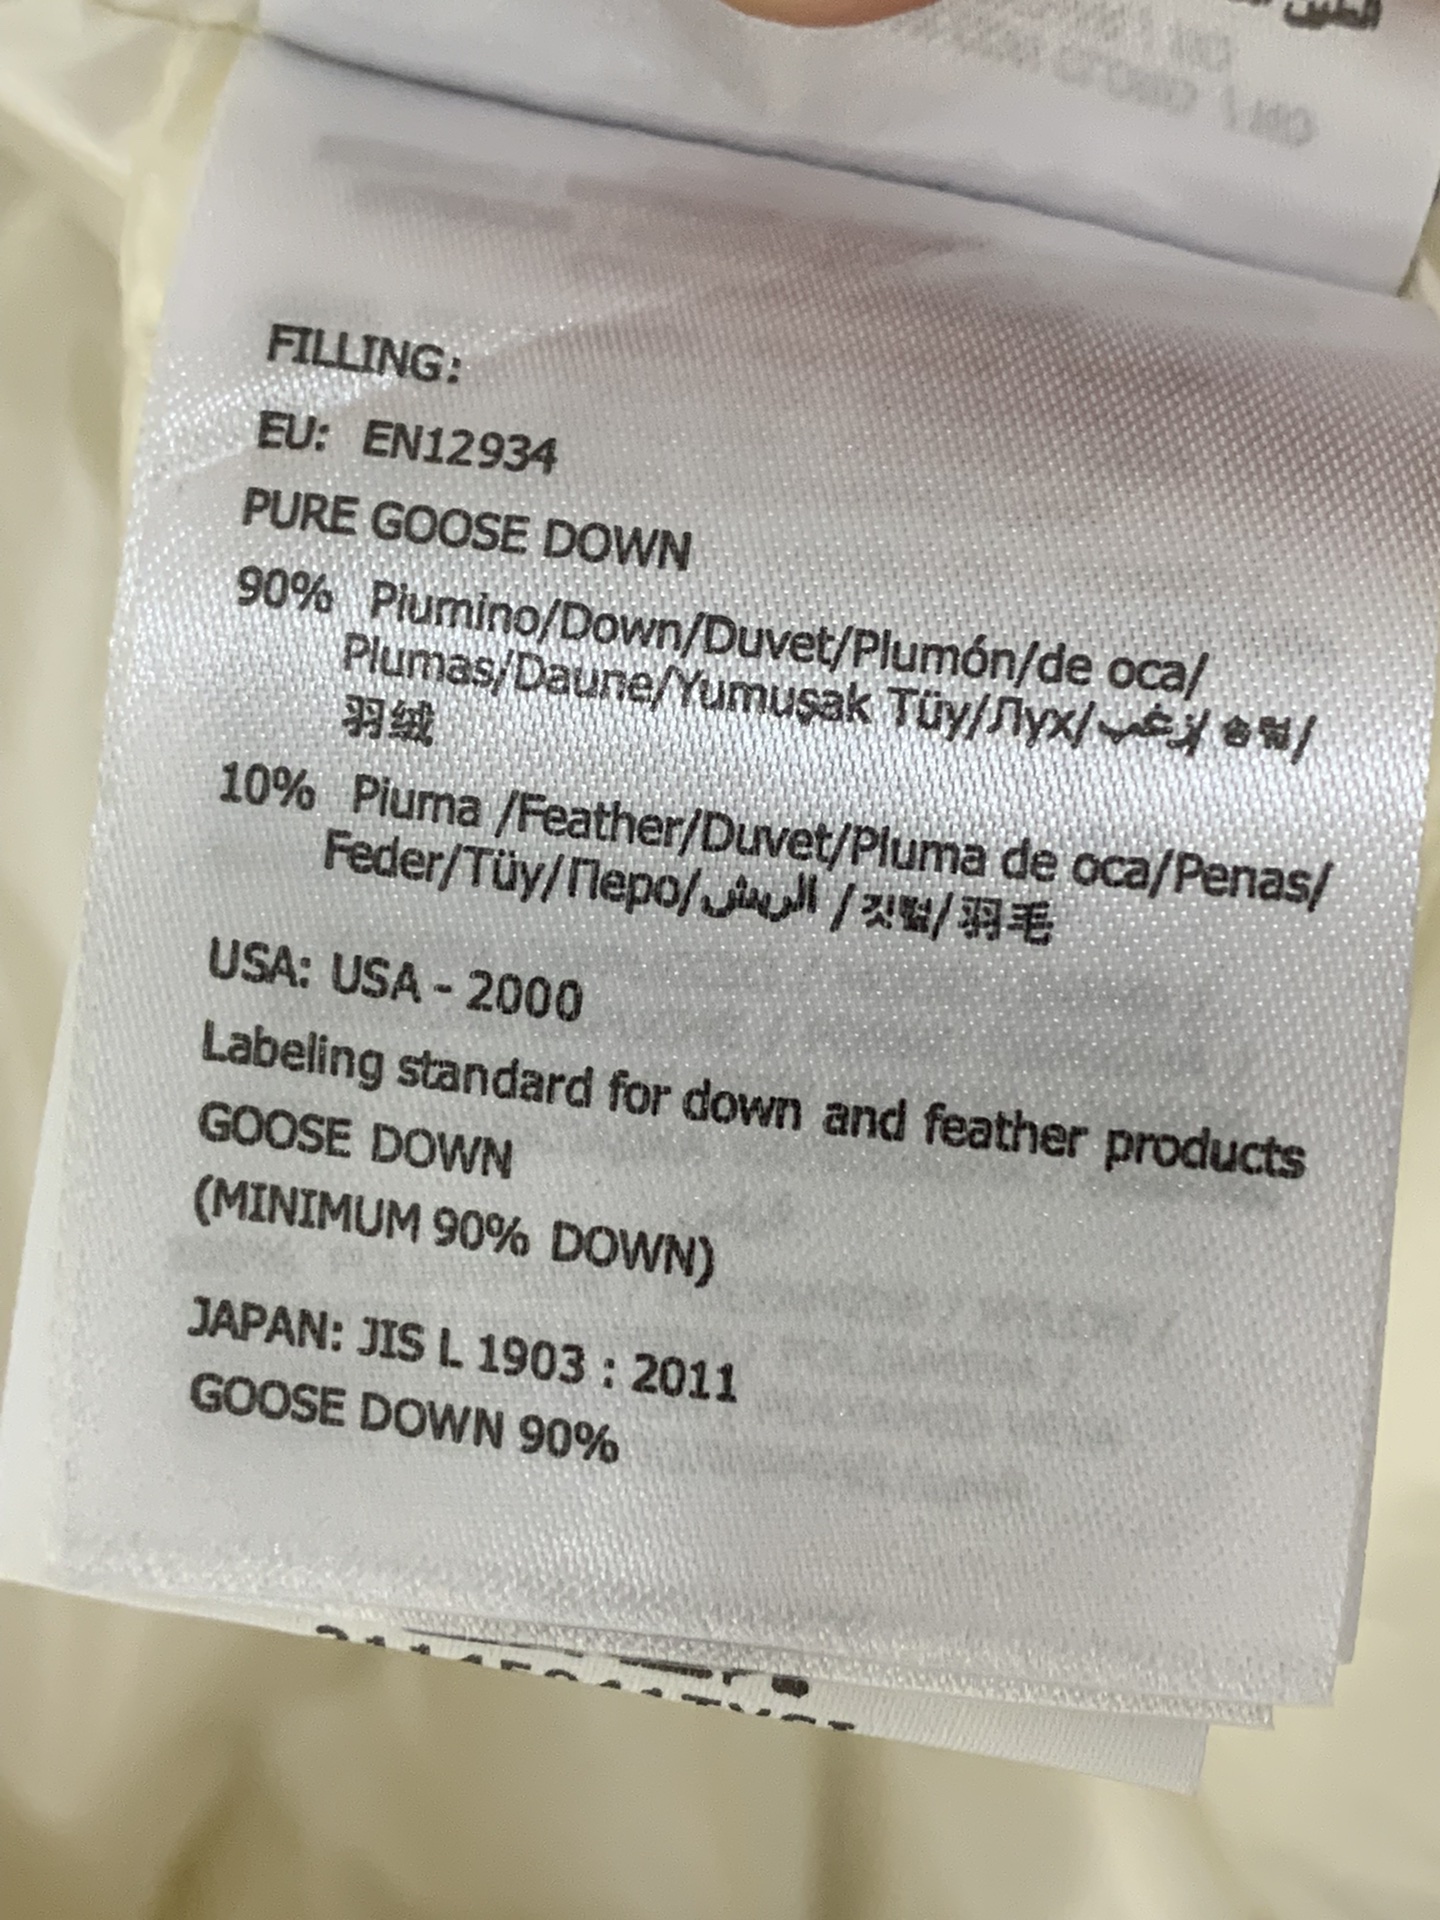 FILLING:
EU: EN12934
PURE GOOSE DOWN
90% Piumino/Down/Duvet/Plumón/de oca/
Plumas/Daune/Yumuşak Tüy/Пух/زغب/솜털/
羽绒
10% Piuma /Feather/Duvet/Pluma de oca/Penas/
Feder/Tüy/Перо/الريش /깃털/羽毛
USA: USA - 2000
Labeling standard for down and feather products
GOOSE DOWN
(MINIMUM 90% DOWN)
JAPAN: JIS L 1903 : 2011
GOOSE DOWN 90%